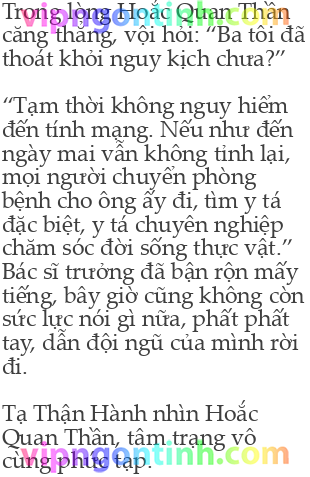 vipngontinh.com
Trong lòng Hoắc Quan Thần
căng thẳng, vội hỏi: “Ba tôi đã
thoát khỏi nguy kịch chưa?”
“Tạm thời không nguy hiểm
đến tính mạng. Nếu như đến
ngày mai vẫn không tỉnh lại,
mọi người chuyển phòng
bệnh cho ông ấy đi, tìm y tá
đặc biệt, y tá chuyên nghiệp
chăm sóc đời sống thực vật.”
Bác sĩ trưởng đã bận rộn mấy
tiếng, bây giờ cũng không còn
sức lực nói gì nữa, phất phất
tay, dẫn đội ngũ của mình rời
đi.
Tạ Thận Hành nhìn Hoắc
Quan Thần, tâm trạng vô
cùng phức tạp.
vipngontinh.com